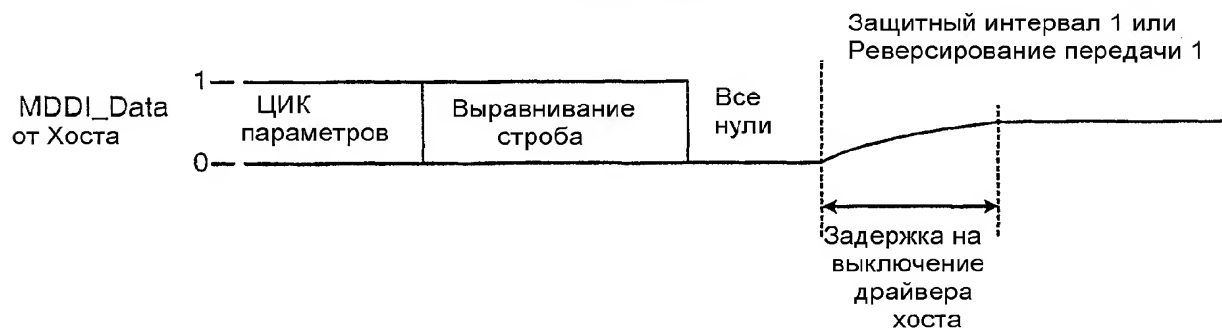 Защитный интервал 1 или
Реверсирование передачи 1
MDDI_Data
от Хоста
1
0
ЦИК
параметров
Выравнивание
строба
Все
нули
Задержка на
выключение
драйвера
хоста